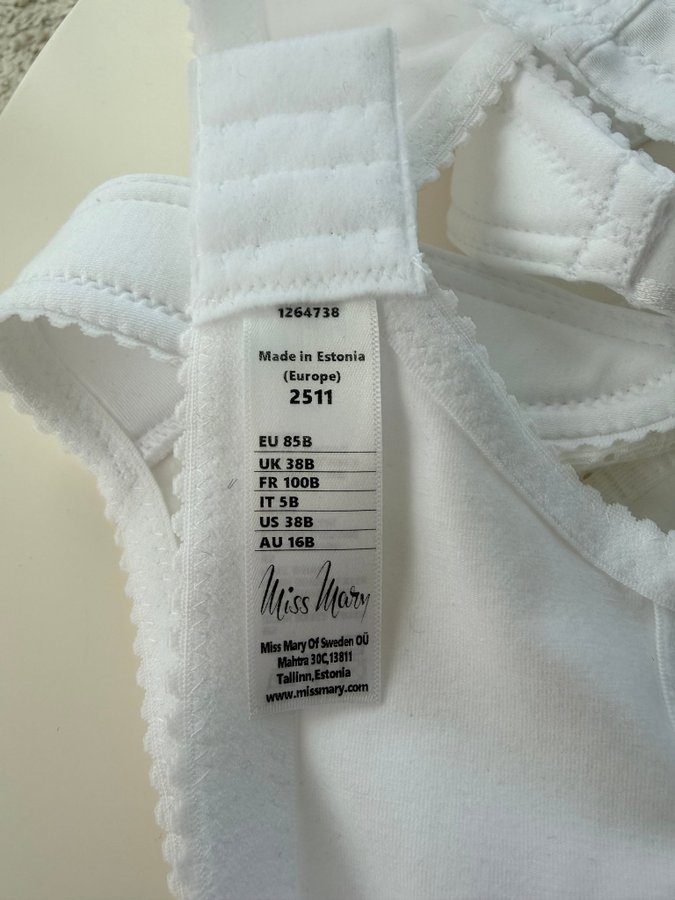 1264738
Made in Estonia
(Europe)
2511
EU 85B
UK 38B
FR 100B
IT 5B
US 38B
AU 16B
Miss Mary
Miss Mary Of Sweden OÜ
Mahtra 30C,13811
Tallinn,Estonia
www.missmary.com